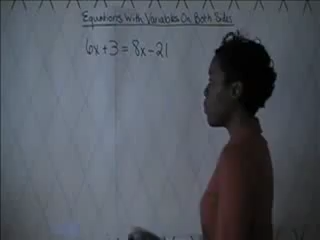 Equations With Variables On Both Sides
6x + 3 = 8x - 21